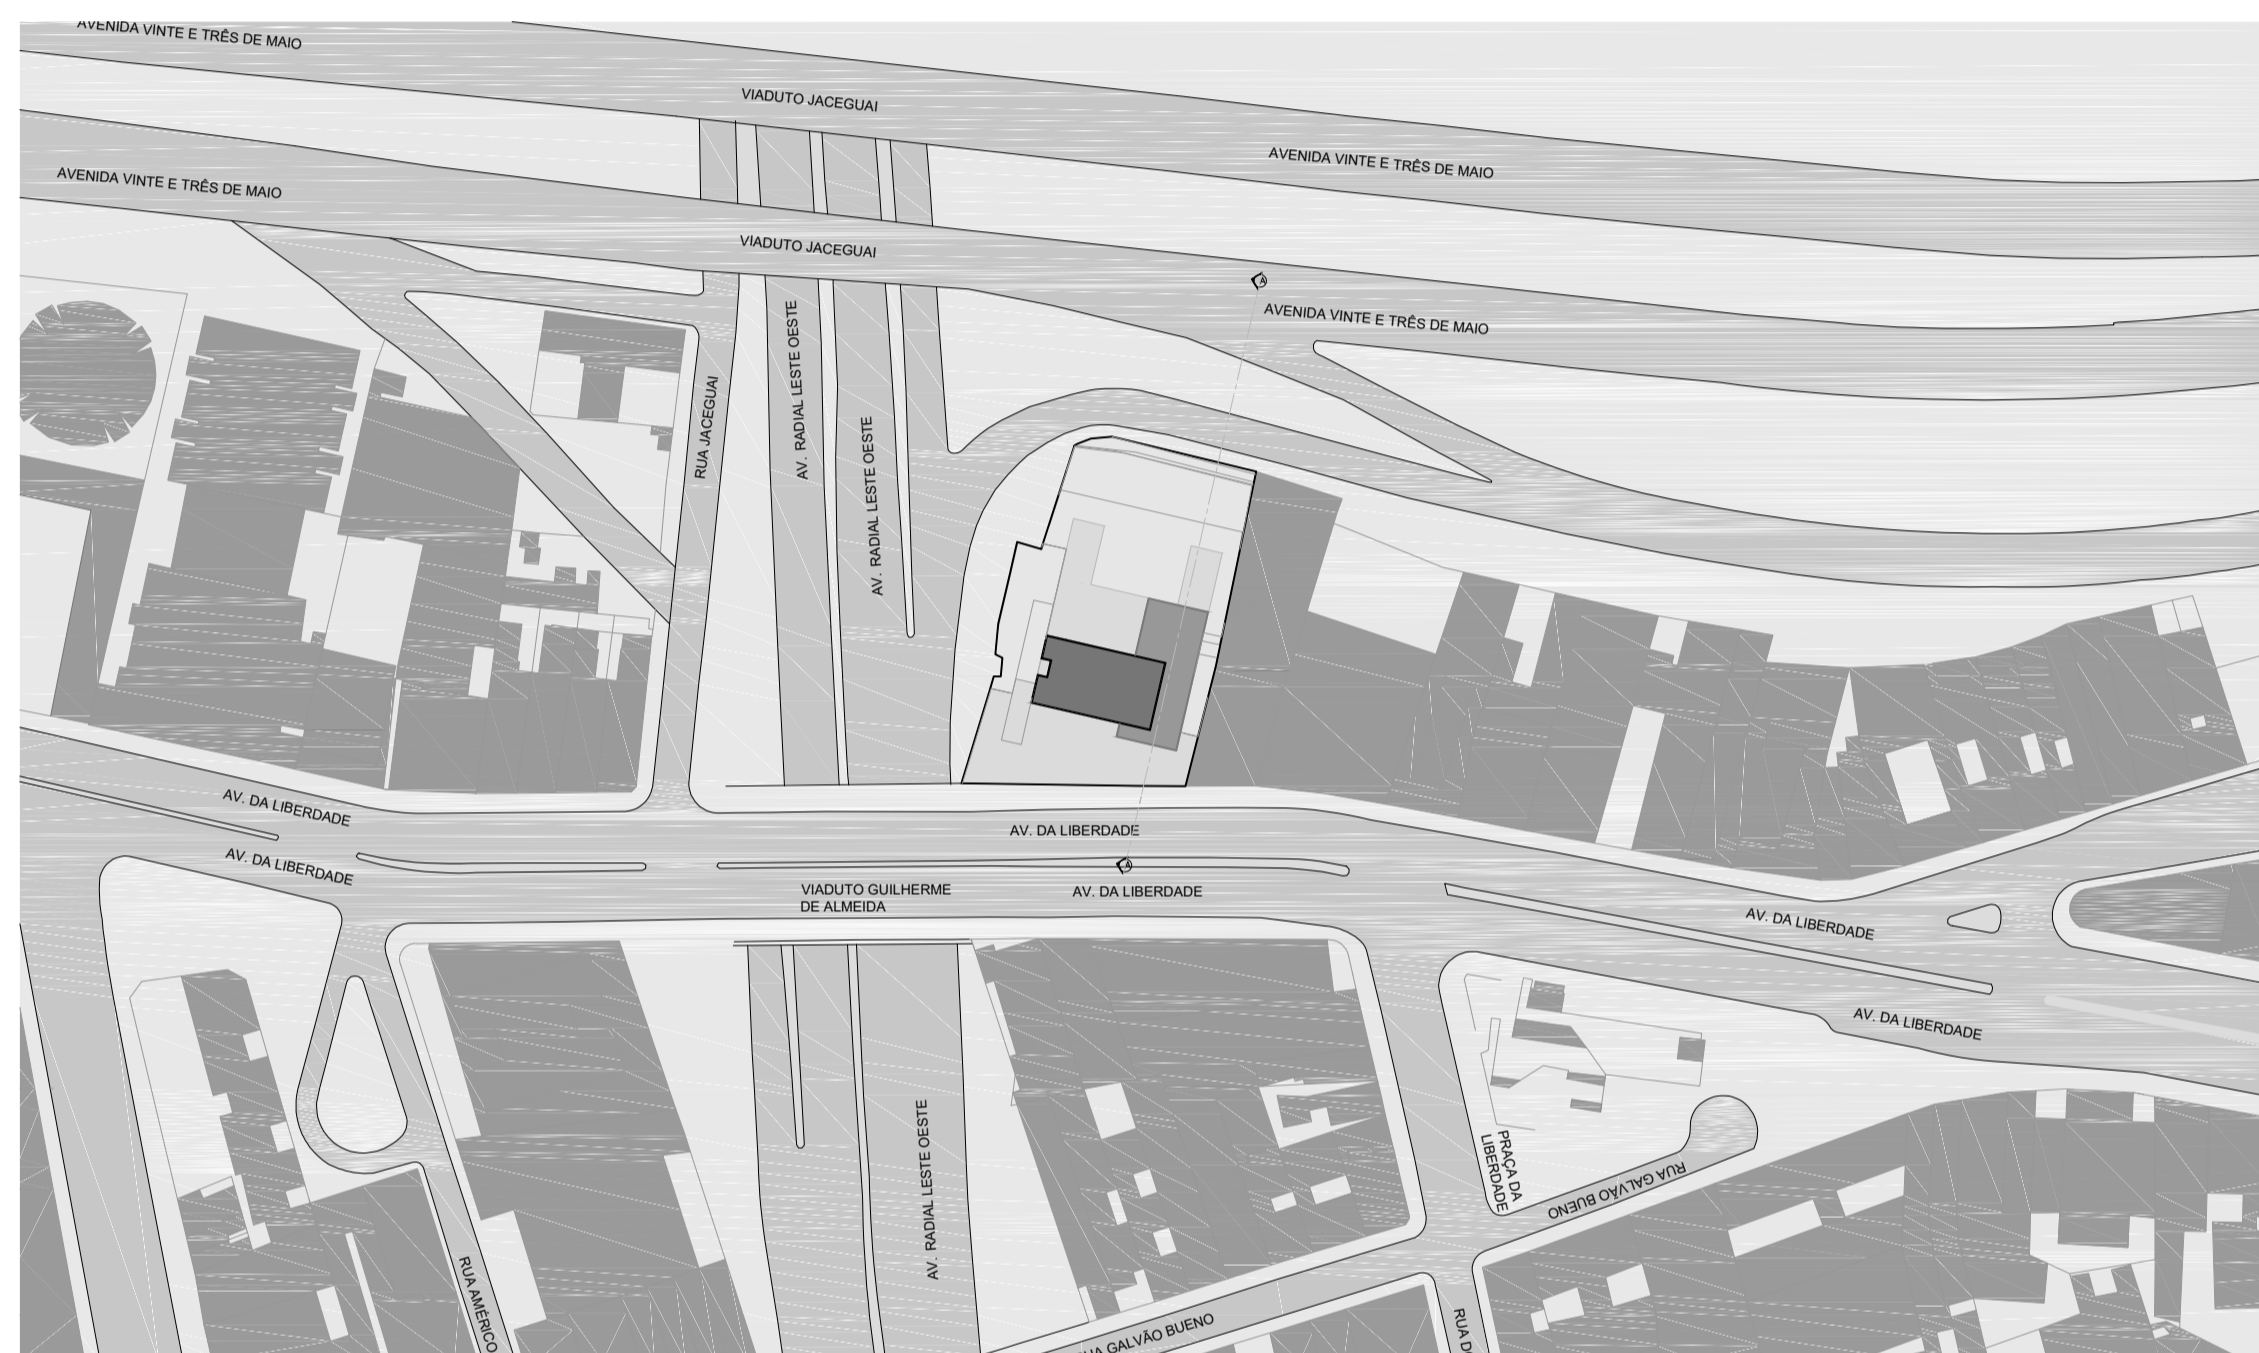 AVENIDA VINTE E TRÊS DE MAIO
VIADUTO JACEGUAI
AVENIDA VINTE E TRÊS DE MAIO
AVENIDA VINTE E TRÊS DE MAIO
VIADUTO JACEGUAI
A
AVENIDA VINTE E TRÊS DE MAIO
RUA JACEGUAI
AV. RADIAL LESTE OESTE
AV. RADIAL LESTE OESTE
AV. DA LIBERDADE
AV. DA LIBERDADE
AV. DA LIBERDADE
A
VIADUTO GUILHERME
DE ALMEIDA
AV. DA LIBERDADE
AV. DA LIBERDADE
AV. DA LIBERDADE
AV. RADIAL LESTE OESTE
PRAÇA DA
LIBERDADE
RUA GALVÃO BUENO
RUA AMÉRICO
GALVÃO BUENO
RUA